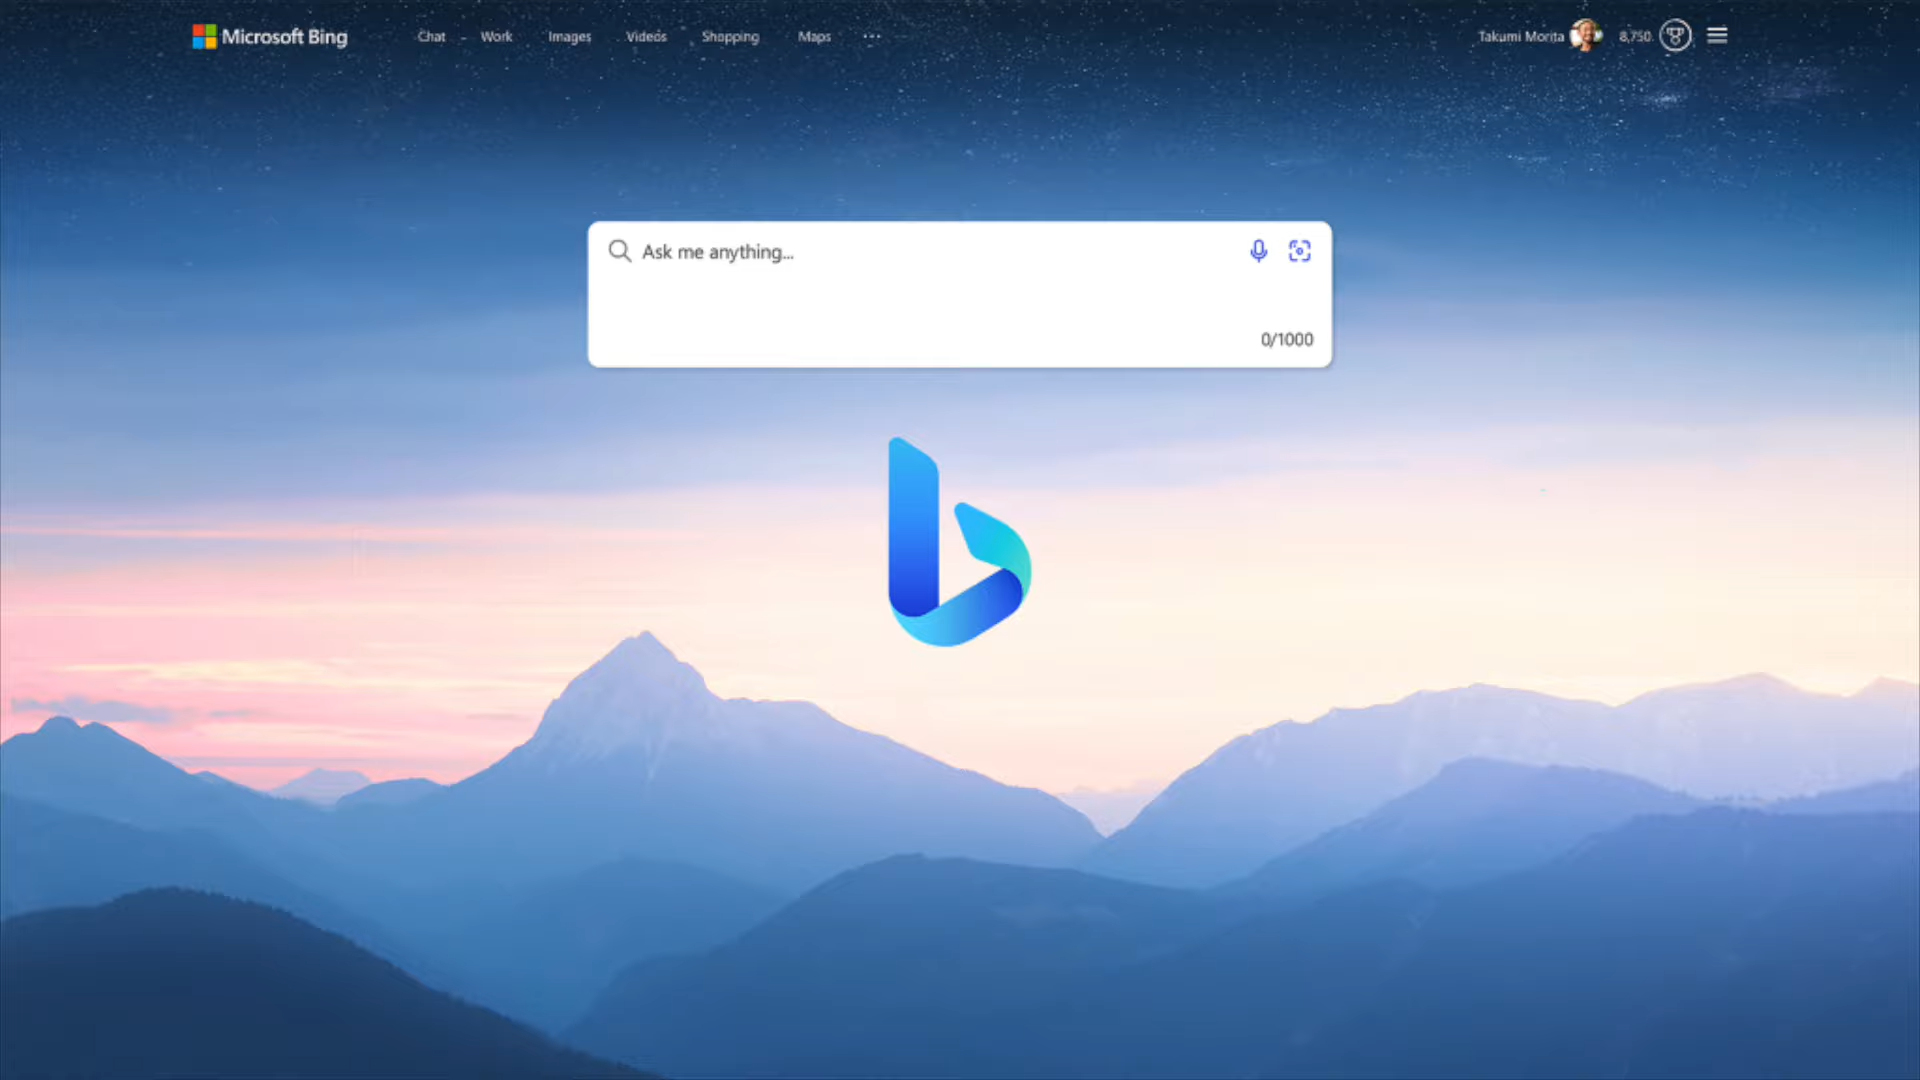 Microsoft Bing Chat Work Images Videos Shopping Maps ... Takumi Morita 8,750
Ask me anything...
0/1000